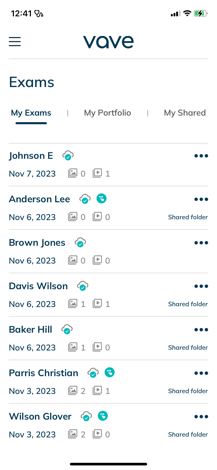 12:41
vave
Exams
My Exams | My Portfolio | My Shared
Johnson E
Nov 7, 2023 0 1
Anderson Lee
Nov 6, 2023 0 0 Shared folder
Brown Jones
Nov 6, 2023 0 0
Davis Wilson
Nov 6, 2023 1 1 Shared folder
Baker Hill
Nov 6, 2023 1 0 Shared folder
Parris Christian
Nov 3, 2023 2 1 Shared folder
Wilson Glover
Nov 3, 2023 2 0 Shared folder